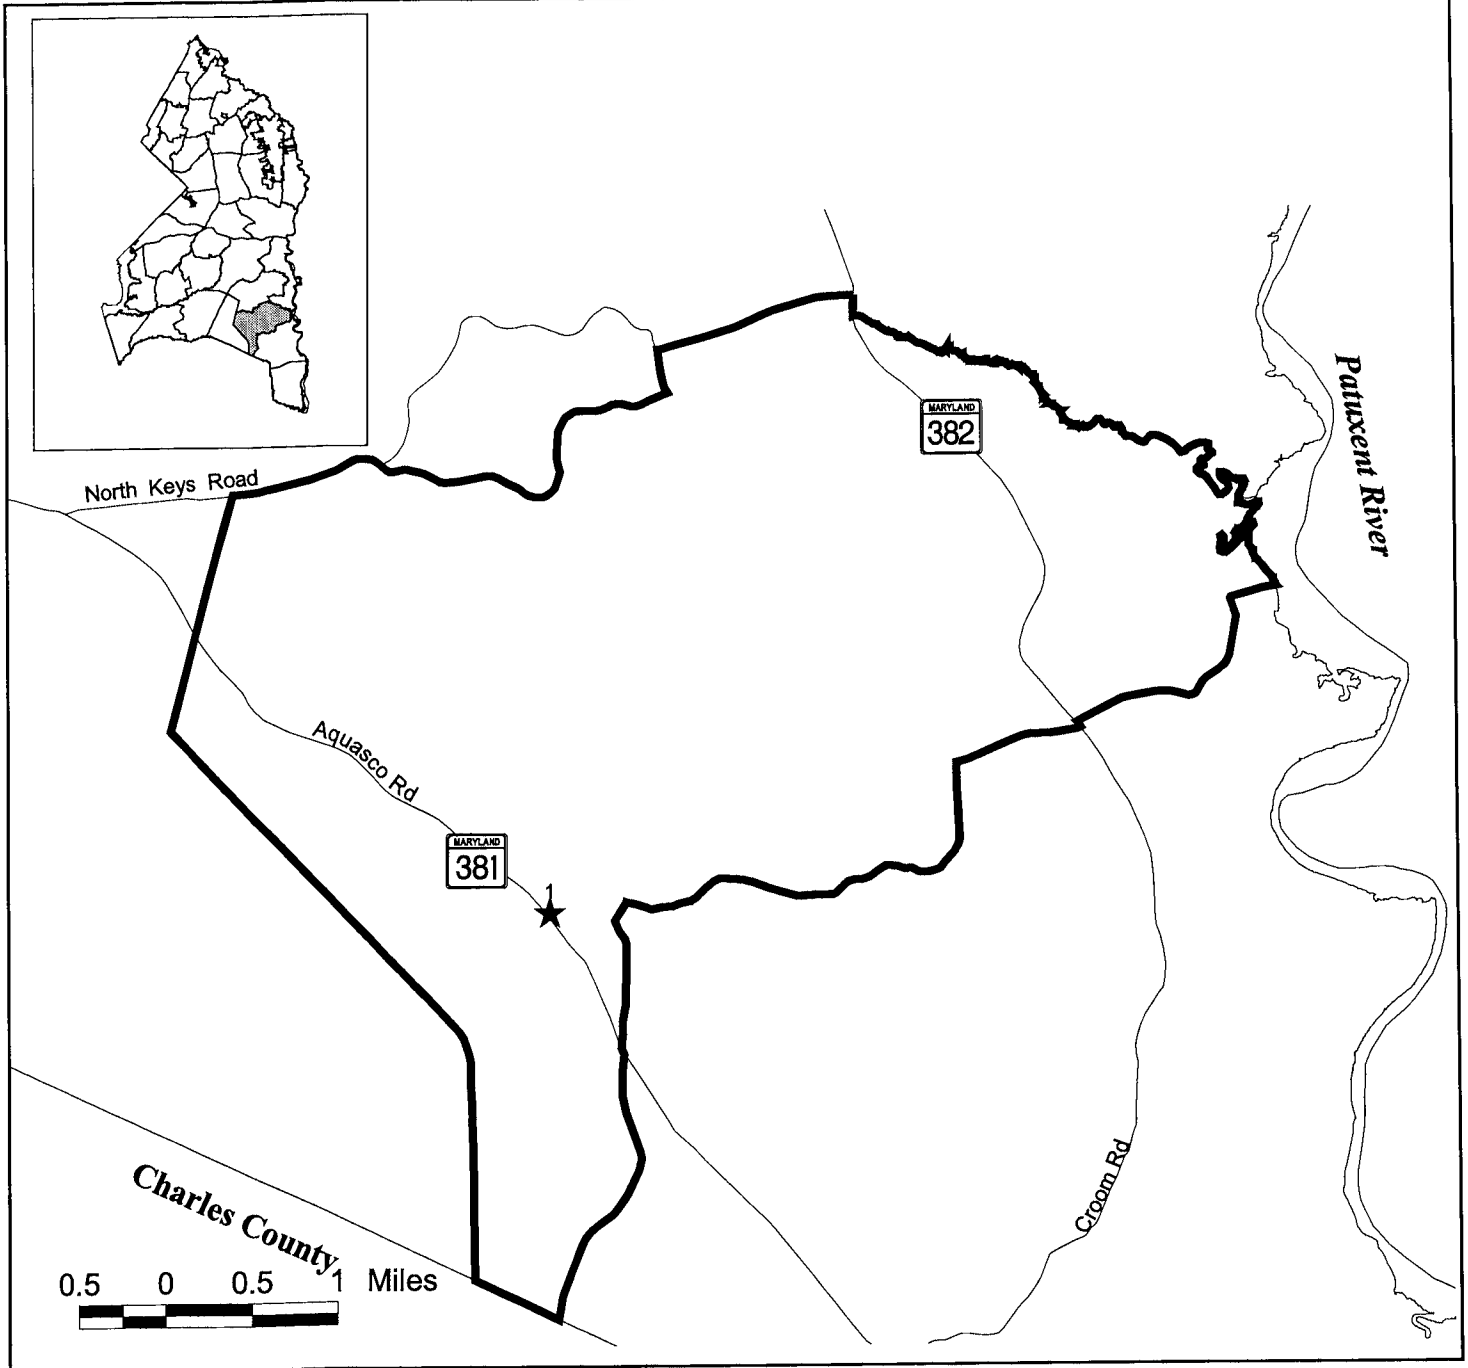 North Keys Road
MARYLAND
382
Patuxent River
Aquasco Rd
MARYLAND
381
1
Croom Rd
Charles County
0.5 0 0.5 1 Miles